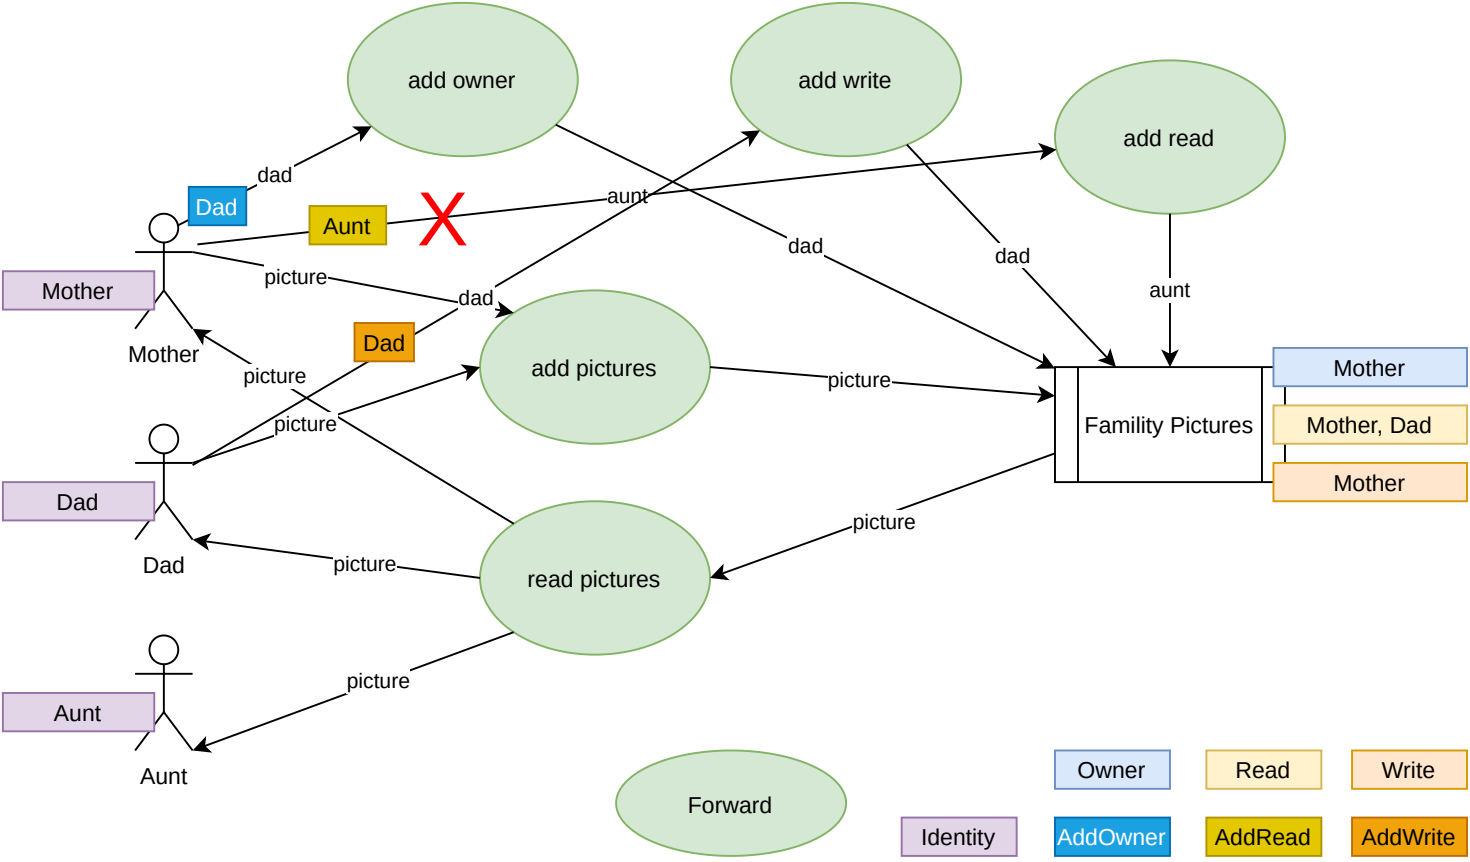 add owner
add write
add read
dad
Dad
aunt
Aunt
X
dad
dad
picture
aunt
Mother
dad
Mother
Dad
picture
add pictures
Mother
picture
picture
Famility Pictures
Mother, Dad
picture
Mother
Dad
picture
Dad
picture
read pictures
picture
Aunt
Aunt
Forward
Owner
Read
Write
Identity
AddOwner
AddRead
AddWrite